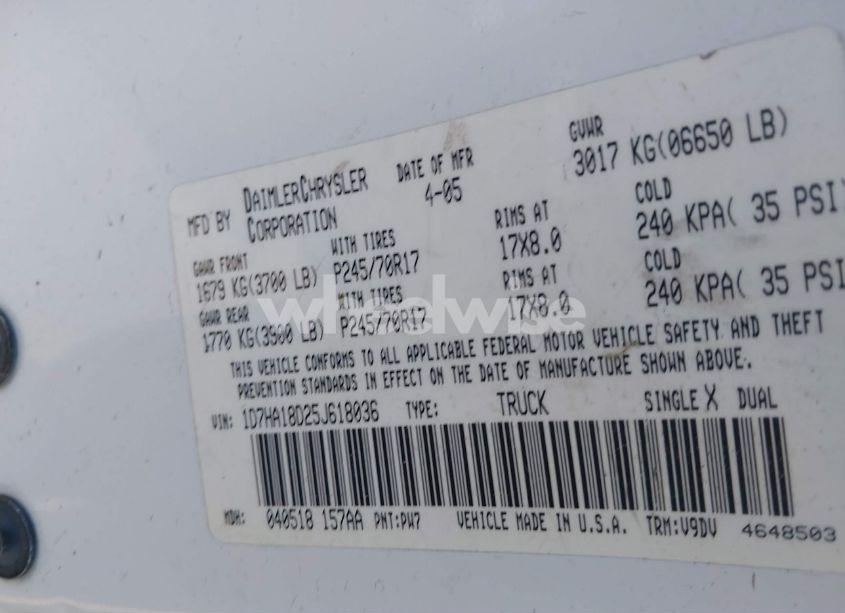 MFD BY DAIMLERCHRYSLER CORPORATION DATE OF MFR 4-05 GVWR 3017 KG(06650 LB)
GAWR FRONT WITH TIRES RIMS AT COLD
1679 KG(3700 LB) P245/70R17 17X8.0 240 KPA( 35 PSI)
GAWR REAR WITH TIRES RIMS AT COLD
1770 KG(3900 LB) P245/70R17 17X8.0 240 KPA( 35 PSI)
wheelwise
THIS VEHICLE CONFORMS TO ALL APPLICABLE FEDERAL MOTOR VEHICLE SAFETY AND THEFT
PREVENTION STANDARDS IN EFFECT ON THE DATE OF MANUFACTURE SHOWN ABOVE.
VIN: 1D7HA18D25J618036 TYPE: TRUCK SINGLE X DUAL
MDH: 040518 157AA PNT:PW7 VEHICLE MADE IN U.S.A. TRM:V9DV 4648503